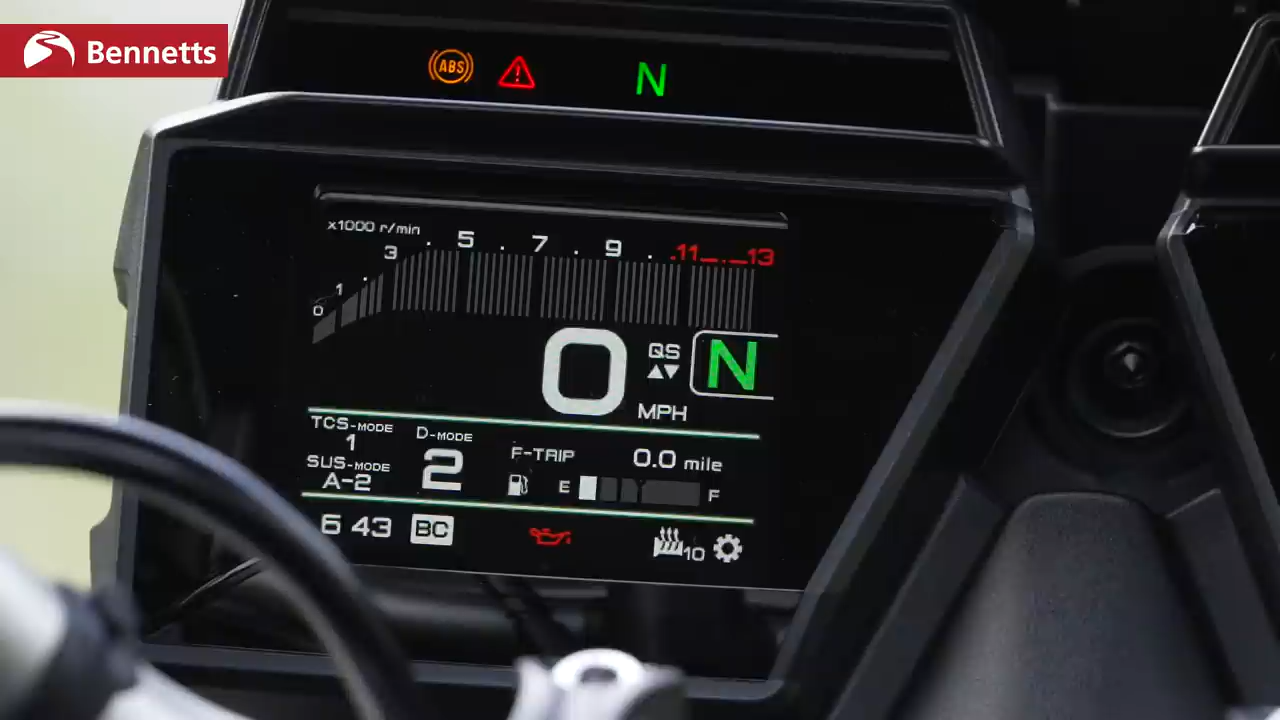 Bennetts
ABS
N
x1000 r/min
0 1 3 5 7 9 11 13
0
QS
N
MPH
TCS-MODE
1
D-MODE
2
SUS-MODE
A-2
F-TRIP
0.0 mile
E
F
6 43
BC
10